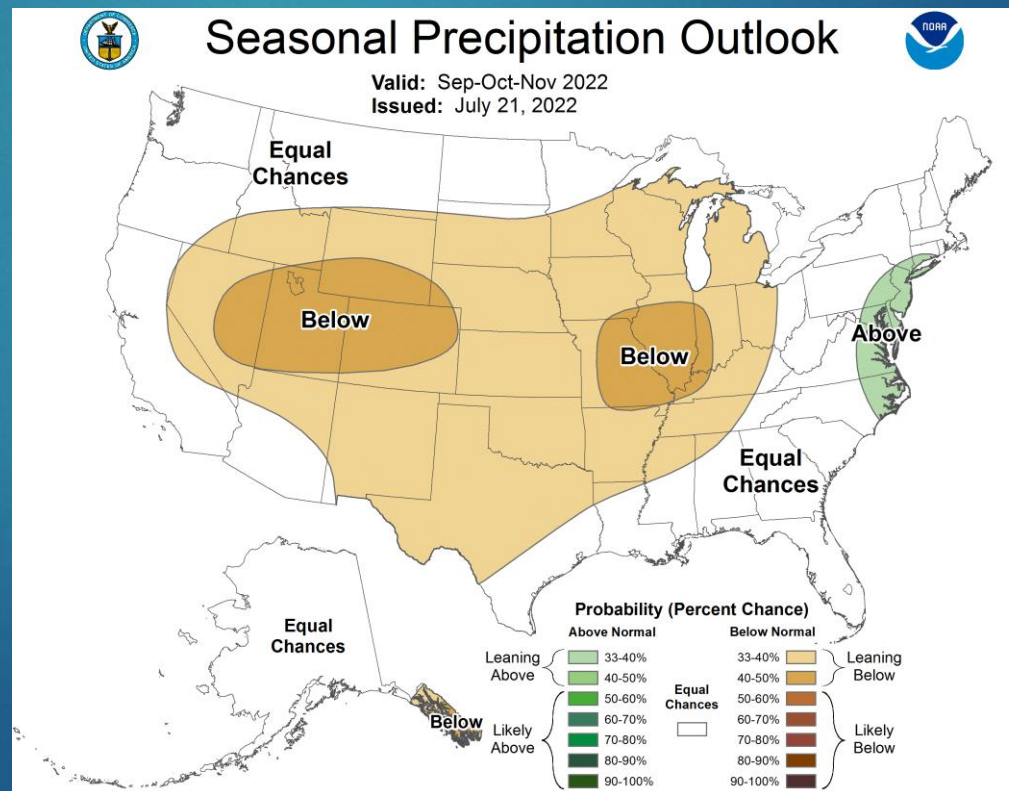 Seasonal Precipitation Outlook
NOAA
Valid: Sep-Oct-Nov 2022
Issued: July 21, 2022
Equal
Chances
Below
Below
Above
Equal
Chances
Equal
Chances
Below
Probability (Percent Chance)
Above Normal
Below Normal
Leaning
Above
33-40%
40-50%
50-60%
60-70%
70-80%
80-90%
90-100%
Likely
Above
Equal
Chances
33-40%
40-50%
50-60%
60-70%
70-80%
80-90%
90-100%
Leaning
Below
Likely
Below